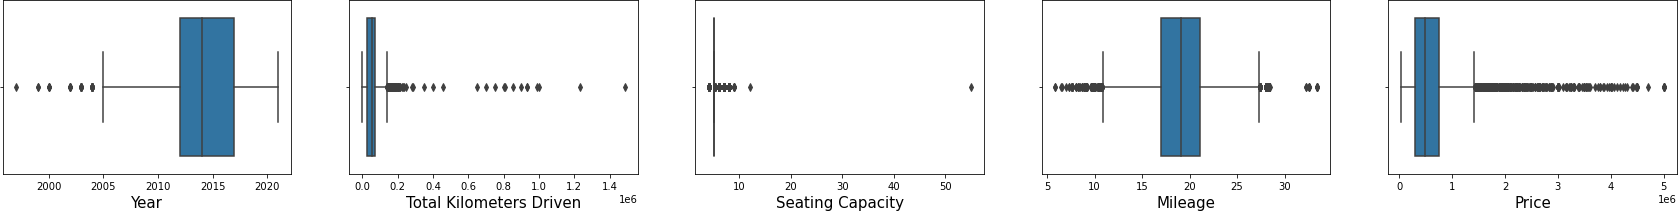 2000 2005 2010 2015 2020
Year
0.0 0.2 0.4 0.6 0.8 1.0 1.2 1.4
1e6
Total Kilometers Driven
10 20 30 40 50
Seating Capacity
5 10 15 20 25 30
Mileage
0 1 2 3 4 5
1e6
Price